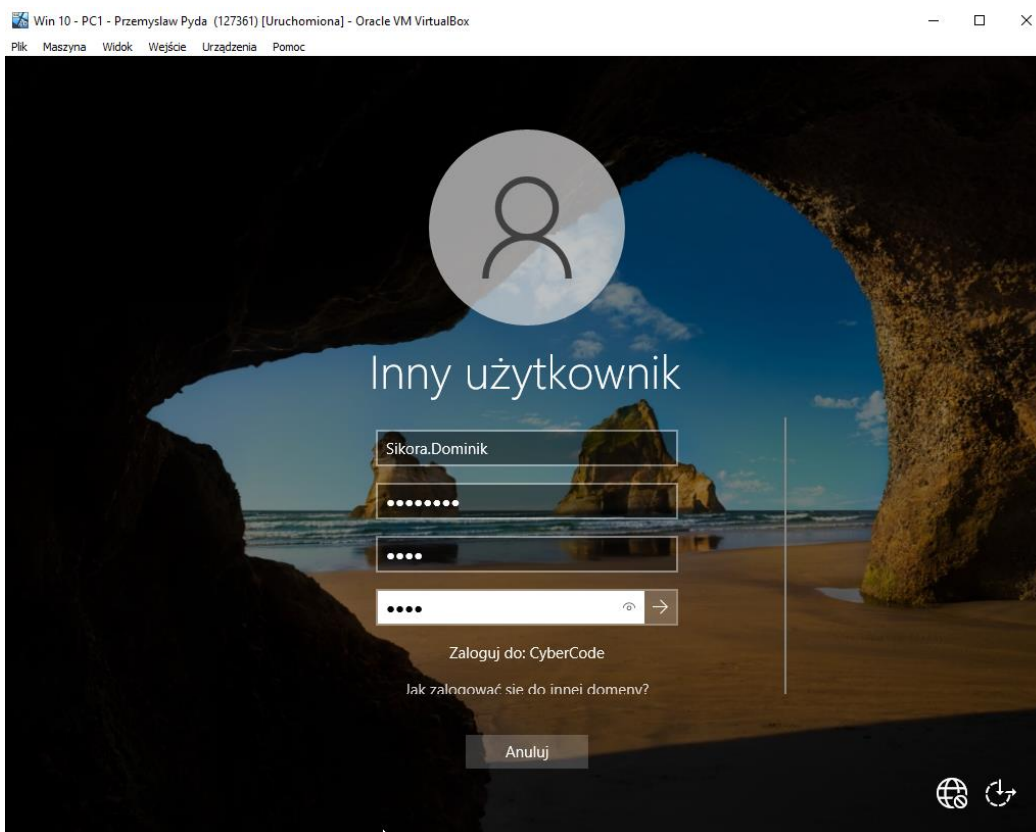 Win 10 - PC1 - Przemyslaw Pyda (127361) [Uruchomiona] - Oracle VM VirtualBox
Plik Maszyna Widok Wejście Urządzenia Pomoc
Inny użytkownik
Sikora.Dominik
Zaloguj do: CyberCode
Jak zalogować się do innej domeny?
Anuluj